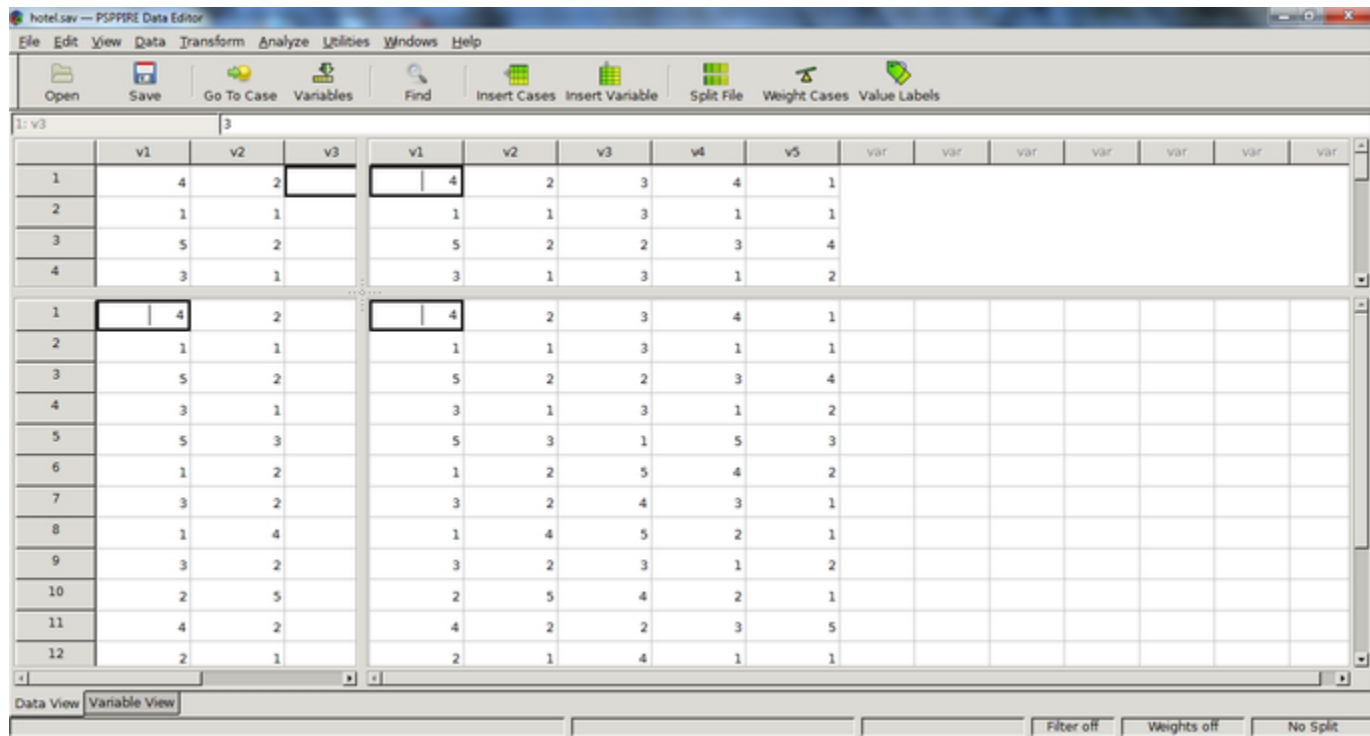 hotel.sav — PSPPIRE Data Editor
File Edit View Data Transform Analyze Utilities Windows Help
Open Save Go To Case Variables Find Insert Cases Insert Variable Split File Weight Cases Value Labels
1: v3 3
v1 v2 v3 v1 v2 v3 v4 v5 var var var var var var var
1 4 2 4 2 3 4 1
2 1 1 1 1 3 1 1
3 5 2 5 2 2 3 4
4 3 1 3 1 3 1 2
1 4 2 4 2 3 4 1
2 1 1 1 1 3 1 1
3 5 2 5 2 2 3 4
4 3 1 3 1 3 1 2
5 5 3 5 3 1 5 3
6 1 2 1 2 5 4 2
7 3 2 3 2 4 3 1
8 1 4 1 4 5 2 1
9 3 2 3 2 3 1 2
10 2 5 2 5 4 2 1
11 4 2 4 2 2 3 5
12 2 1 2 1 4 1 1
Data View Variable View
Filter off Weights off No Split